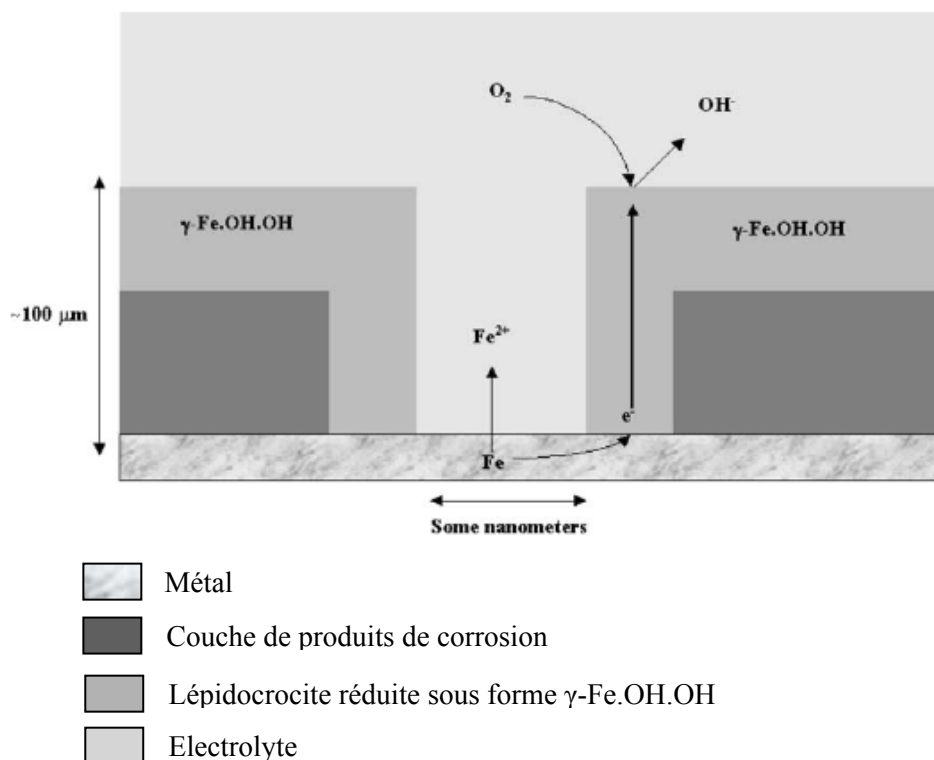 O₂
OH⁻
γ-Fe.OH.OH
γ-Fe.OH.OH
~100 μm
Fe²⁺
e⁻
Fe
Some nanometers
Métal
Couche de produits de corrosion
Lépidocrocite réduite sous forme γ-Fe.OH.OH
Electrolyte